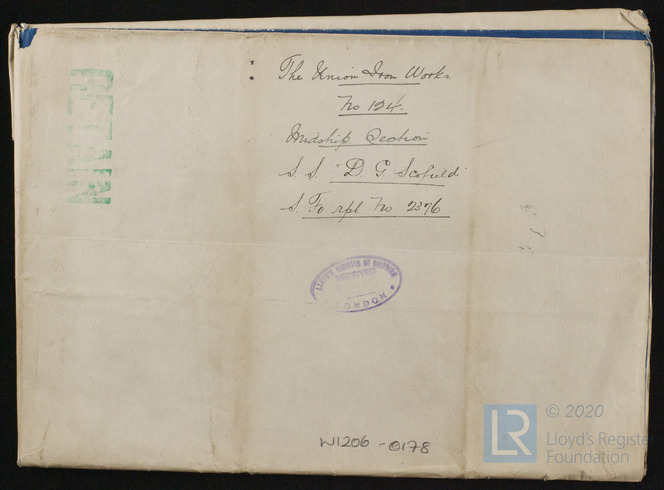 RETAIN
The Union Iron Works.
No 124.
Midship Section
S. S. "D. G. Scofield"
S. Fo rpt. No 2376
LLOYD'S REGISTER OF SHIPPING
RECEIVED
LONDON
W1206-0178
LR
© 2020
Lloyd's Register
Foundation